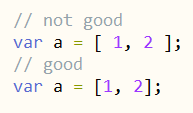 // not good
var a = [ 1, 2 ];
// good
var a = [1, 2];